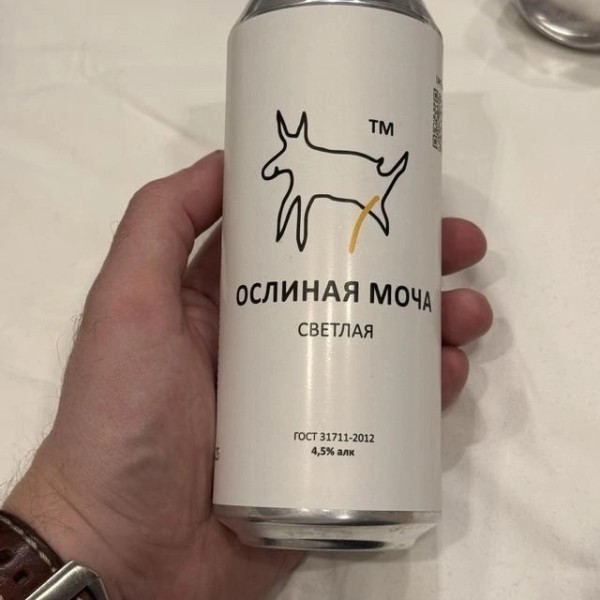 TM
ОСЛИНАЯ МОЧА
СВЕТЛАЯ
ГОСТ 31711-2012
4,5% алк